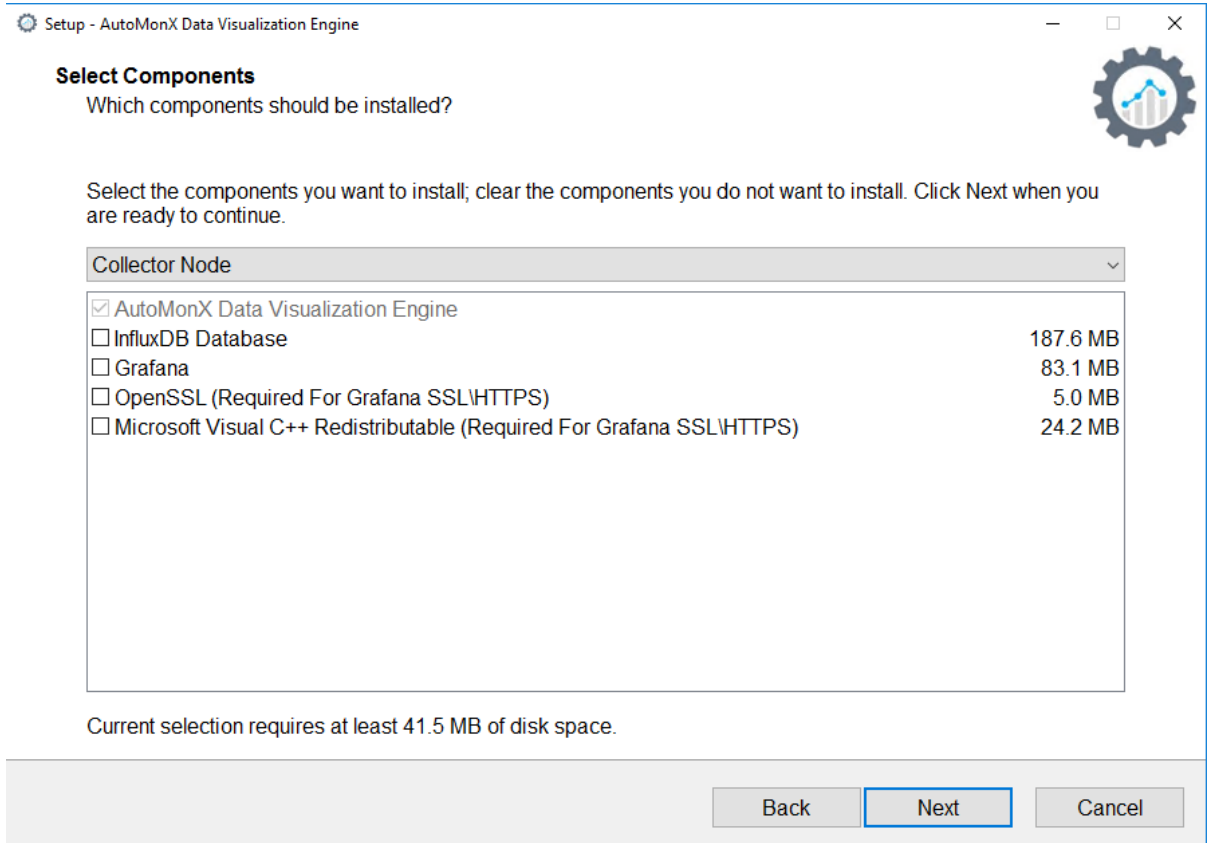 Setup - AutoMonX Data Visualization Engine
Select Components
Which components should be installed?
Select the components you want to install; clear the components you do not want to install. Click Next when you
are ready to continue.
Collector Node
AutoMonX Data Visualization Engine
InfluxDB Database 187.6 MB
Grafana 83.1 MB
OpenSSL (Required For Grafana SSL\HTTPS) 5.0 MB
Microsoft Visual C++ Redistributable (Required For Grafana SSL\HTTPS) 24.2 MB
Current selection requires at least 41.5 MB of disk space.
Back Next Cancel